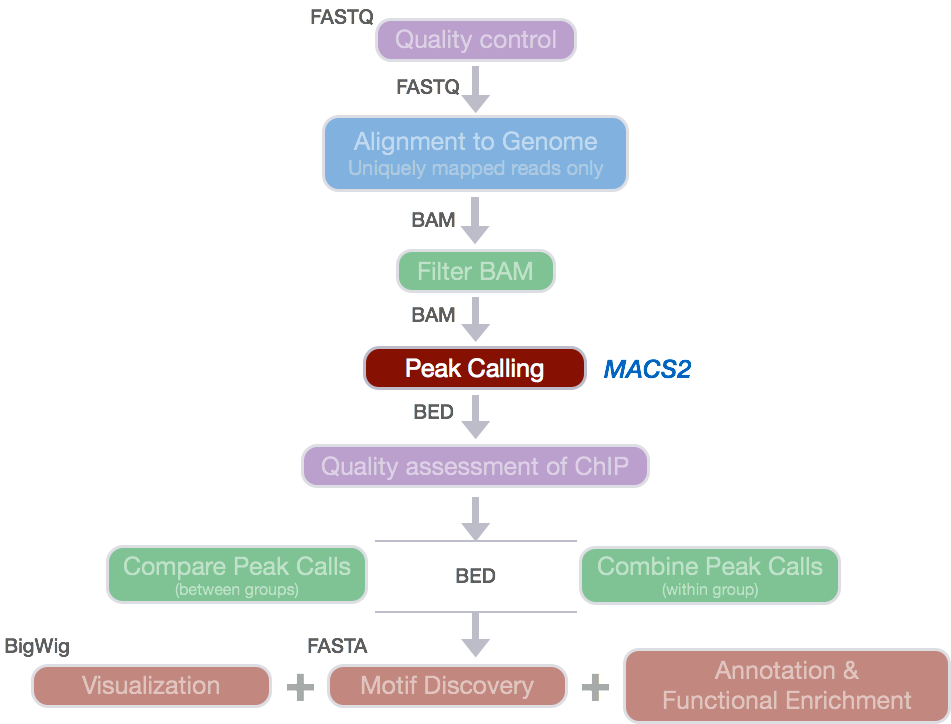 FASTQ
Quality control
FASTQ
Alignment to Genome
Uniquely mapped reads only
BAM
Filter BAM
BAM
Peak Calling
MACS2
BED
Quality assessment of ChIP
Compare Peak Calls
(between groups)
BED
Combine Peak Calls
(within group)
BigWig
Visualization
FASTA
Motif Discovery
Annotation &
Functional Enrichment